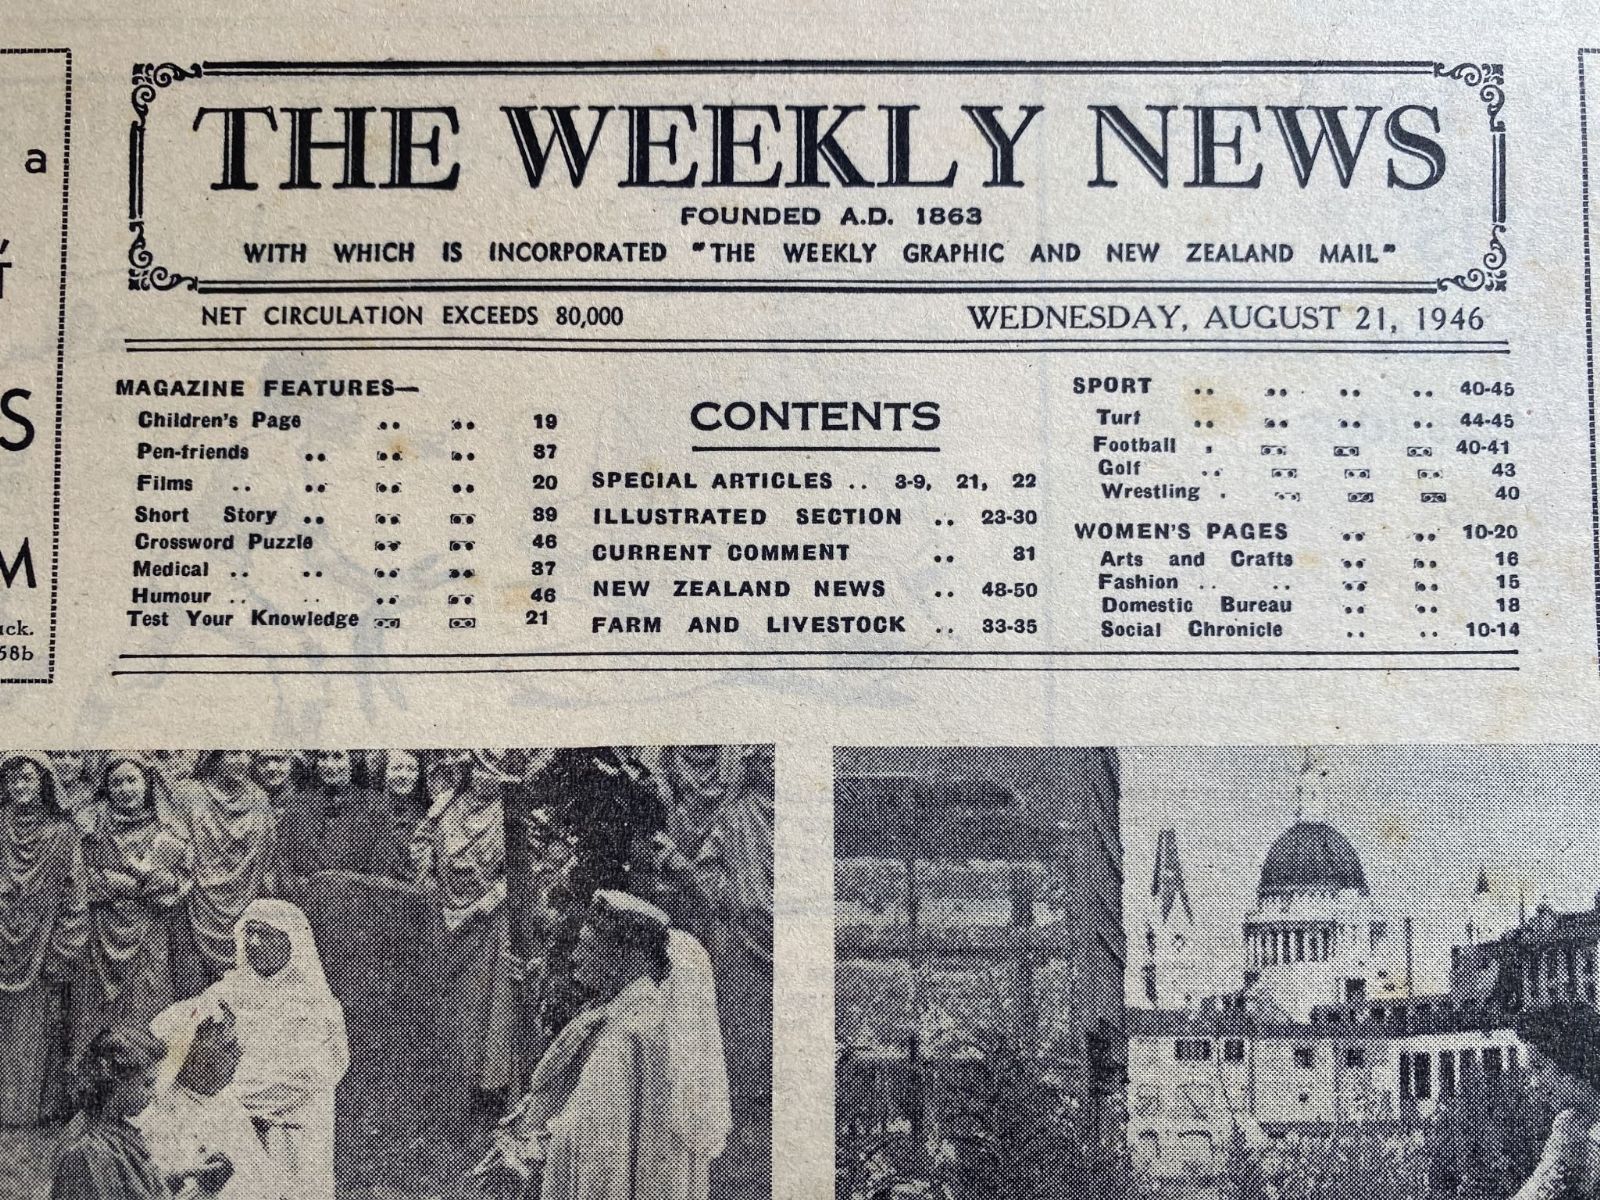 THE WEEKLY NEWS
FOUNDED A.D. 1863
WITH WHICH IS INCORPORATED "THE WEEKLY GRAPHIC AND NEW ZEALAND MAIL"
NET CIRCULATION EXCEEDS 80,000
WEDNESDAY, AUGUST 21, 1946
MAGAZINE FEATURES—
Children's Page .. .. 19
Pen-friends .. .. .. 37
Films .. .. .. .. 20
Short Story .. .. .. 39
Crossword Puzzle .. .. 46
Medical .. .. .. .. 37
Humour .. .. .. .. 46
Test Your Knowledge .. .. 21
CONTENTS
SPECIAL ARTICLES .. 3-9, 21, 22
ILLUSTRATED SECTION .. 23-30
CURRENT COMMENT .. 31
NEW ZEALAND NEWS .. 48-50
FARM AND LIVESTOCK .. 33-35
SPORT .. .. .. .. 40-45
Turf .. .. .. .. 44-45
Football . .. .. .. 40-41
Golf .. .. .. .. 43
Wrestling . .. .. .. 40
WOMEN'S PAGES .. .. 10-20
Arts and Crafts .. .. 16
Fashion .. .. .. .. 15
Domestic Bureau .. .. 18
Social Chronicle .. .. 10-14
a
T
S
M
uck.
58b